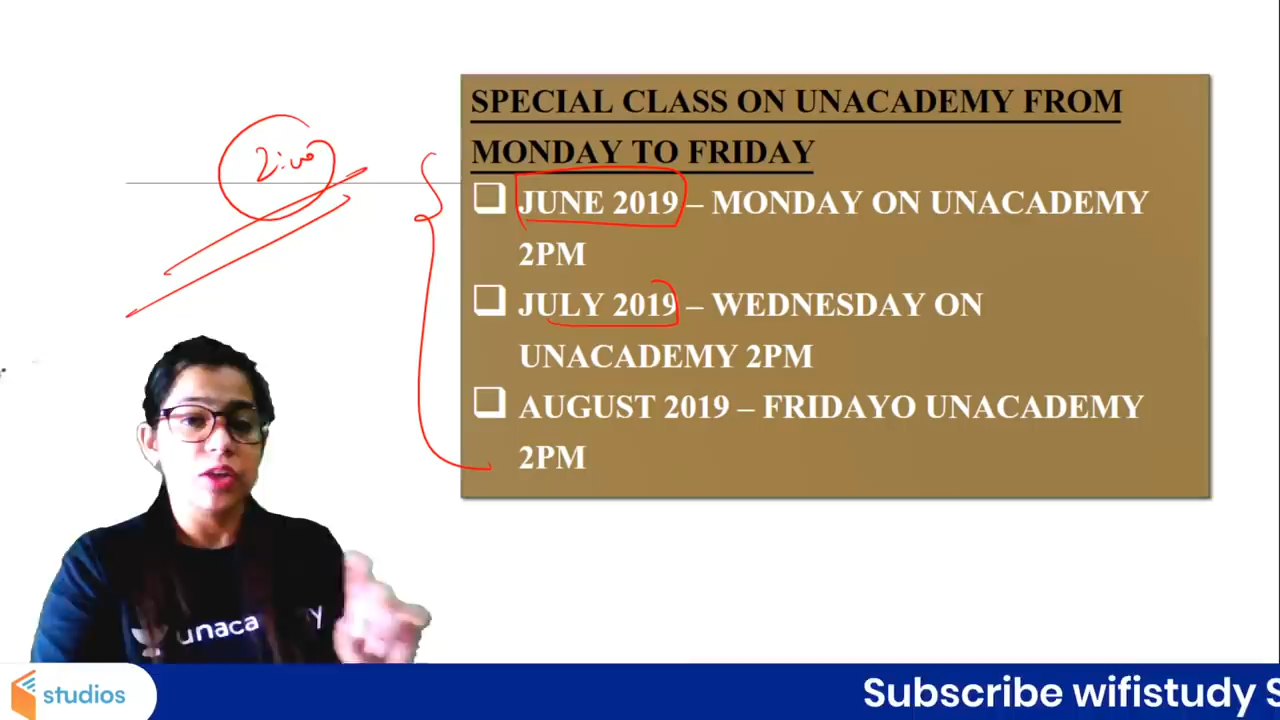 SPECIAL CLASS ON UNACADEMY FROM
MONDAY TO FRIDAY
2:00
JUNE 2019 – MONDAY ON UNACADEMY
2PM
JULY 2019 – WEDNESDAY ON
UNACADEMY 2PM
AUGUST 2019 – FRIDAYO UNACADEMY
2PM
unacademy
studios
Subscribe wifistudy S